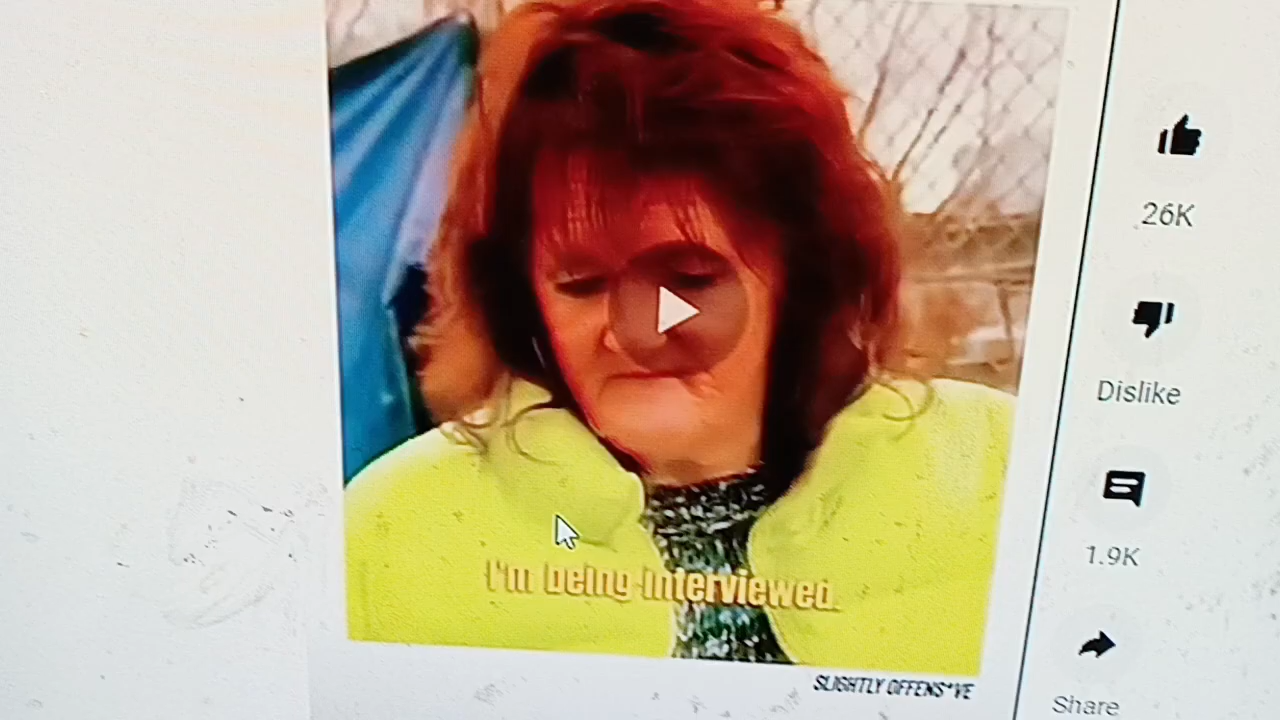 26K
Dislike
1.9K
I'm being interviewed.
SLIGHTLY OFFENS*VE
Share